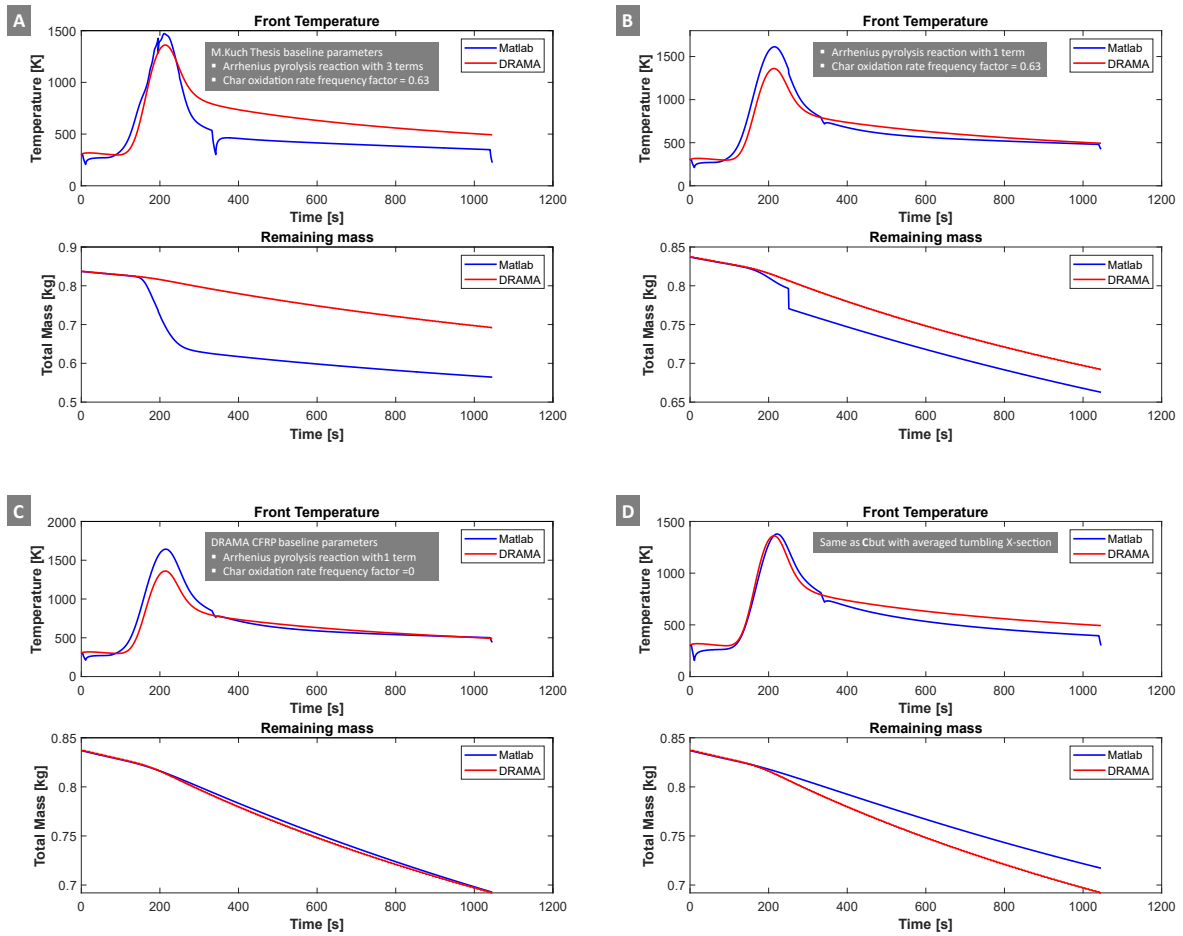 A
Front Temperature
1500
1000
500
0
Temperature [K]
M.Kuch Thesis baseline parameters
▪ Arrhenius pyrolysis reaction with 3 terms
▪ Char oxidation rate frequency factor = 0.63
Matlab
DRAMA
0 200 400 600 800 1000 1200
Time [s]
Remaining mass
0.9
0.8
0.7
0.6
0.5
Total Mass [kg]
Matlab
DRAMA
0 200 400 600 800 1000 1200
Time [s]
B
Front Temperature
1500
1000
500
0
Temperature [K]
▪ Arrhenius pyrolysis reaction with 1 term
▪ Char oxidation rate frequency factor = 0.63
Matlab
DRAMA
0 200 400 600 800 1000 1200
Time [s]
Remaining mass
0.85
0.8
0.75
0.7
0.65
Total Mass [kg]
Matlab
DRAMA
0 200 400 600 800 1000 1200
Time [s]
C
Front Temperature
2000
1500
1000
500
0
Temperature [K]
DRAMA CFRP baseline parameters
▪ Arrhenius pyrolysis reaction with1 term
▪ Char oxidation rate frequency factor =0
Matlab
DRAMA
0 200 400 600 800 1000 1200
Time [s]
Remaining mass
0.85
0.8
0.75
0.7
Total Mass [kg]
Matlab
DRAMA
0 200 400 600 800 1000 1200
Time [s]
D
Front Temperature
1500
1000
500
0
Temperature [K]
Same as Cbut with averaged tumbling X-section
Matlab
DRAMA
0 200 400 600 800 1000 1200
Time [s]
Remaining mass
0.85
0.8
0.75
0.7
Total Mass [kg]
Matlab
DRAMA
0 200 400 600 800 1000 1200
Time [s]